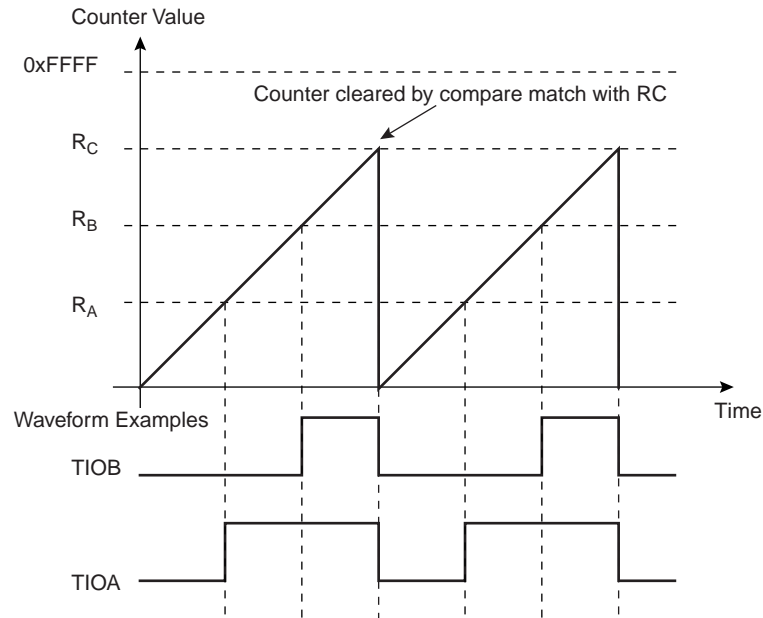 Counter Value
0xFFFF
Counter cleared by compare match with RC
RC
RB
RA
Time
Waveform Examples
TIOB
TIOA